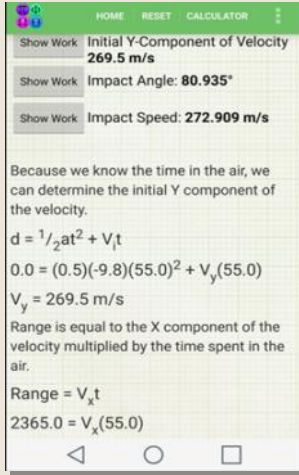 HOME RESET CALCULATOR
Show Work Initial Y-Component of Velocity
269.5 m/s
Show Work Impact Angle: 80.935°
Show Work Impact Speed: 272.909 m/s
Because we know the time in the air, we
can determine the initial Y component of
the velocity.
d = ¹/₂at² + Vᵢt
0.0 = (0.5)(-9.8)(55.0)² + Vᵧ(55.0)
Vᵧ = 269.5 m/s
Range is equal to the X component of the
velocity multiplied by the time spent in the
air.
Range = Vₓt
2365.0 = Vₓ(55.0)